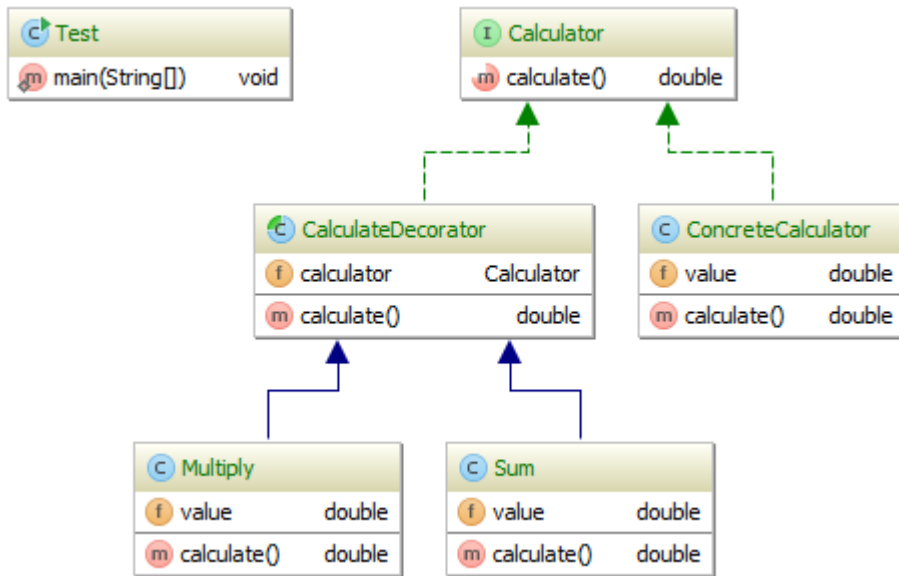 C Test
m main(String[]) void
I Calculator
m calculate() double
C CalculateDecorator
f calculator Calculator
m calculate() double
C ConcreteCalculator
f value double
m calculate() double
C Multiply
f value double
m calculate() double
C Sum
f value double
m calculate() double